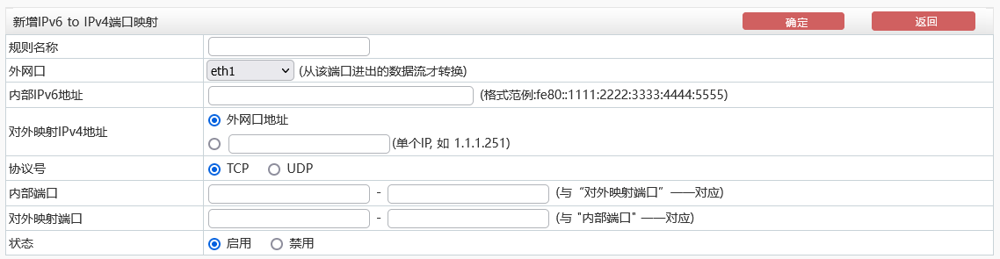 新增IPv6 to IPv4端口映射 确定 返回
规则名称
外网口 eth1 (从该端口进出的数据流才转换)
内部IPv6地址 (格式范例:fe80::1111:2222:3333:4444:5555)
对外映射IPv4地址
外网口地址
(单个IP, 如 1.1.1.251)
协议号 TCP UDP
内部端口 - (与“对外映射端口”一一对应)
对外映射端口 - (与 "内部端口" 一一对应)
状态 启用 禁用